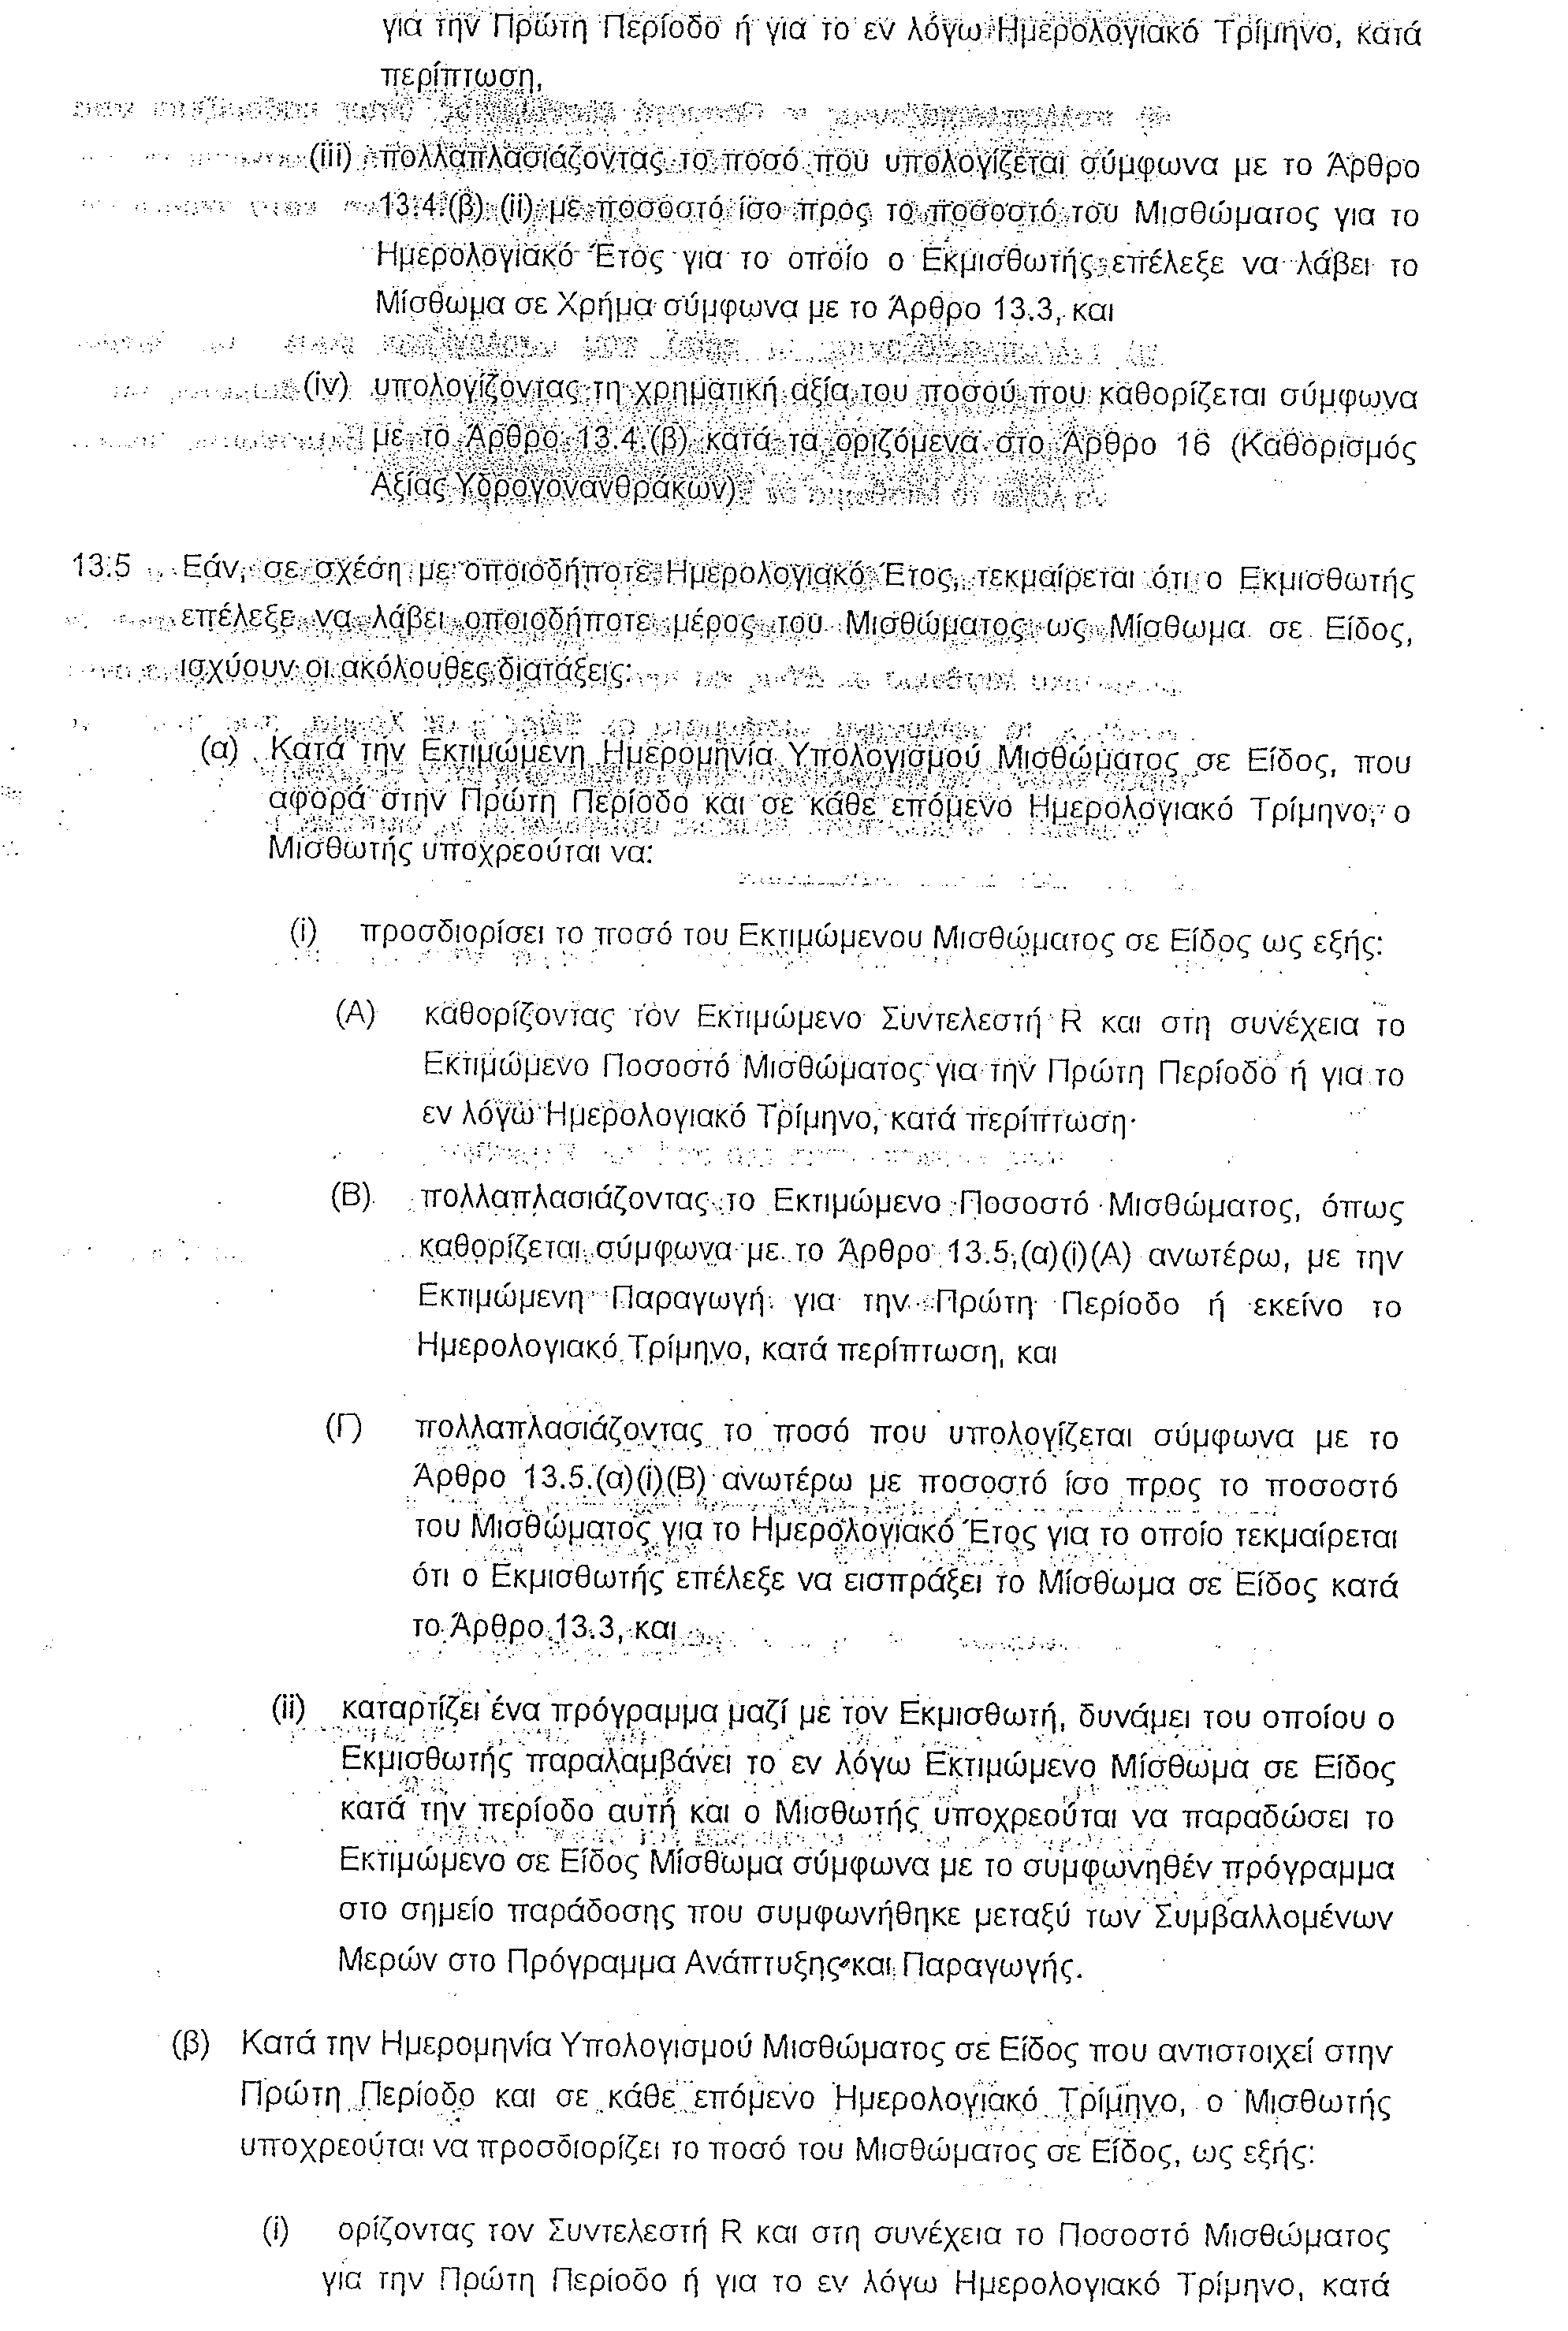 για την Πρώτη Περίοδο ή για το εν λόγω Ημερολογιακό Τρίμηνο, κατά
περίπτωση,
(iii) πολλαπλασιάζοντας το ποσό που υπολογίζεται σύμφωνα με το Άρθρο
13.4.(β) (ii) με ποσοστό ίσο προς το ποσοστό του Μισθώματος για το
Ημερολογιακό Έτος για το οποίο ο Εκμισθωτής επέλεξε να λάβει το
Μίσθωμα σε Χρήμα σύμφωνα με το Άρθρο 13.3, και
(iv) υπολογίζοντας τη χρηματική αξία του ποσού που καθορίζεται σύμφωνα
με το Άρθρο 13.4.(β) κατά τα οριζόμενα στο Άρθρο 16 (Καθορισμός
Αξίας Υδρογονανθράκων).
13.5 Εάν, σε σχέση με οποιοδήποτε Ημερολογιακό Έτος, τεκμαίρεται ότι ο Εκμισθωτής
επέλεξε να λάβει οποιοδήποτε μέρος του Μισθώματος ως Μίσθωμα σε Είδος,
ισχύουν οι ακόλουθες διατάξεις:
(α) Κατά την Εκτιμώμενη Ημερομηνία Υπολογισμού Μισθώματος σε Είδος, που
αφορά στην Πρώτη Περίοδο και σε κάθε επόμενο Ημερολογιακό Τρίμηνο, ο
Μισθωτής υποχρεούται να:
(i) προσδιορίσει το ποσό του Εκτιμώμενου Μισθώματος σε Είδος ως εξής:
(Α) καθορίζοντας τον Εκτιμώμενο Συντελεστή R και στη συνέχεια το
Εκτιμώμενο Ποσοστό Μισθώματος για την Πρώτη Περίοδο ή για το
εν λόγω Ημερολογιακό Τρίμηνο, κατά περίπτωση·
(Β) πολλαπλασιάζοντας το Εκτιμώμενο Ποσοστό Μισθώματος, όπως
καθορίζεται σύμφωνα με το Άρθρο 13.5.(α)(i)(Α) ανωτέρω, με την
Εκτιμώμενη Παραγωγή για την Πρώτη Περίοδο ή εκείνο το
Ημερολογιακό Τρίμηνο, κατά περίπτωση, και
(Γ) πολλαπλασιάζοντας το ποσό που υπολογίζεται σύμφωνα με το
Άρθρο 13.5.(α)(i)(Β) ανωτέρω με ποσοστό ίσο προς το ποσοστό
του Μισθώματος για το Ημερολογιακό Έτος για το οποίο τεκμαίρεται
ότι ο Εκμισθωτής επέλεξε να εισπράξει το Μίσθωμα σε Είδος κατά
το Άρθρο 13.3, και
(ii) καταρτίζει ένα πρόγραμμα μαζί με τον Εκμισθωτή, δυνάμει του οποίου ο
Εκμισθωτής παραλαμβάνει το εν λόγω Εκτιμώμενο Μίσθωμα σε Είδος
κατά την περίοδο αυτή και ο Μισθωτής υποχρεούται να παραδώσει το
Εκτιμώμενο σε Είδος Μίσθωμα σύμφωνα με το συμφωνηθέν πρόγραμμα
στο σημείο παράδοσης που συμφωνήθηκε μεταξύ των Συμβαλλομένων
Μερών στο Πρόγραμμα Ανάπτυξης και Παραγωγής.
(β) Κατά την Ημερομηνία Υπολογισμού Μισθώματος σε Είδος που αντιστοιχεί στην
Πρώτη Περίοδο και σε κάθε επόμενο Ημερολογιακό Τρίμηνο, ο Μισθωτής
υποχρεούται να προσδιορίζει το ποσό του Μισθώματος σε Είδος, ως εξής:
(i) ορίζοντας τον Συντελεστή R και στη συνέχεια το Ποσοστό Μισθώματος
για την Πρώτη Περίοδο ή για το εν λόγω Ημερολογιακό Τρίμηνο, κατά